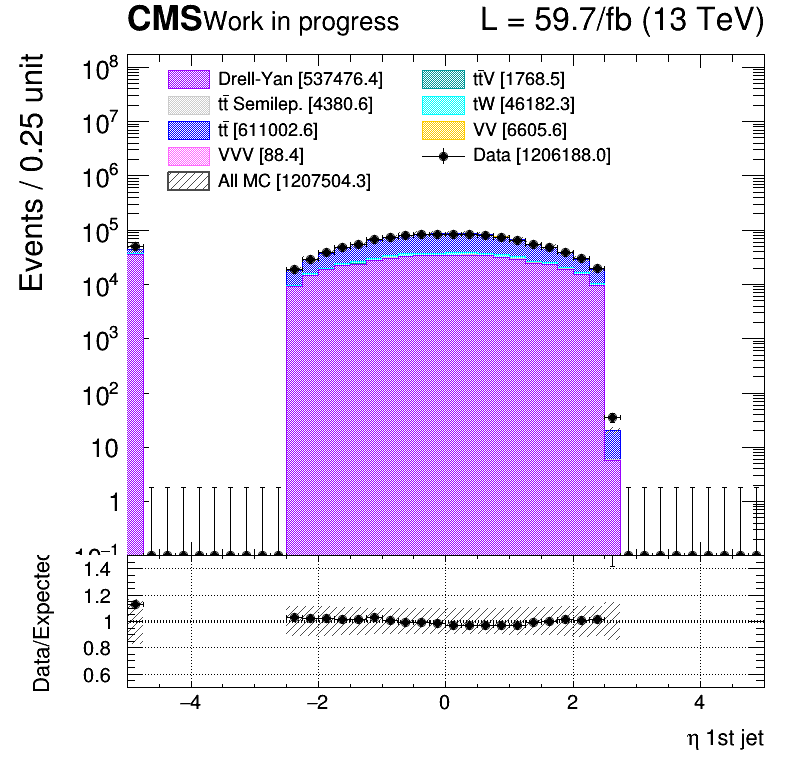 CMS Work in progress L = 59.7/fb (13 TeV)
Events / 0.25 unit
10⁸
10⁷
10⁶
10⁵
10⁴
10³
10²
10
1
10⁻¹
Drell-Yan [537476.4]
tt̄ Semilep. [4380.6]
tt̄ [611002.6]
VVV [88.4]
All MC [1207504.3]
tt̄V [1768.5]
tW [46182.3]
VV [6605.6]
Data [1206188.0]
Data/Expected
1.4
1.2
1
0.8
0.6
−4 −2 0 2 4
η 1st jet